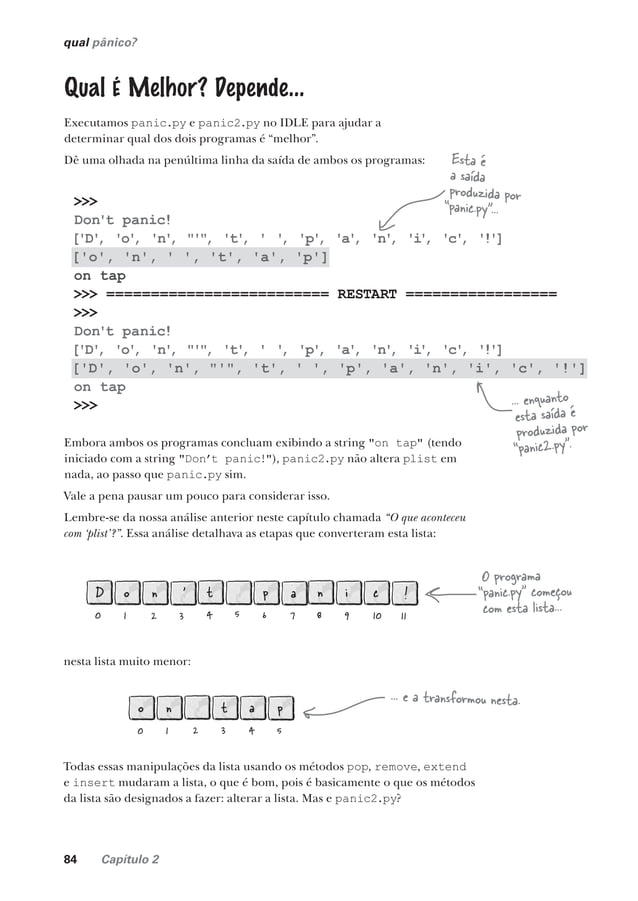 qual pânico?
Qual É Melhor? Depende...
Executamos panic.py e panic2.py no IDLE para ajudar a
determinar qual dos dois programas é “melhor”.
Dê uma olhada na penúltima linha da saída de ambos os programas:
Esta é
a saída
produzida por
“panic.py”...
>>>
Don't panic!
['D', 'o', 'n', "'", 't', ' ', 'p', 'a', 'n', 'i', 'c', '!']
['o', 'n', ' ', 't', 'a', 'p']
on tap
>>> ========================= RESTART =================
>>>
Don't panic!
['D', 'o', 'n', "'", 't', ' ', 'p', 'a', 'n', 'i', 'c', '!']
['D', 'o', 'n', "'", 't', ' ', 'p', 'a', 'n', 'i', 'c', '!']
on tap
>>>
... enquanto
esta saída é
produzida por
“panic2.py”.
Embora ambos os programas concluam exibindo a string "on tap" (tendo
iniciado com a string "Don’t panic!"), panic2.py não altera plist em
nada, ao passo que panic.py sim.
Vale a pena pausar um pouco para considerar isso.
Lembre-se da nossa análise anterior neste capítulo chamada “O que aconteceu
com ‘plist’?”. Essa análise detalhava as etapas que converteram esta lista:
D o n ' t p a n i c !
0 1 2 3 4 5 6 7 8 9 10 11
O programa
“panic.py” começou
com esta lista...
nesta lista muito menor:
o n t a p
0 1 2 3 4 5
... e a transformou nesta.
Todas essas manipulações da lista usando os métodos pop, remove, extend
e insert mudaram a lista, o que é bom, pois é basicamente o que os métodos
da lista são designados a fazer: alterar a lista. Mas e panic2.py?
84 Capítulo 2